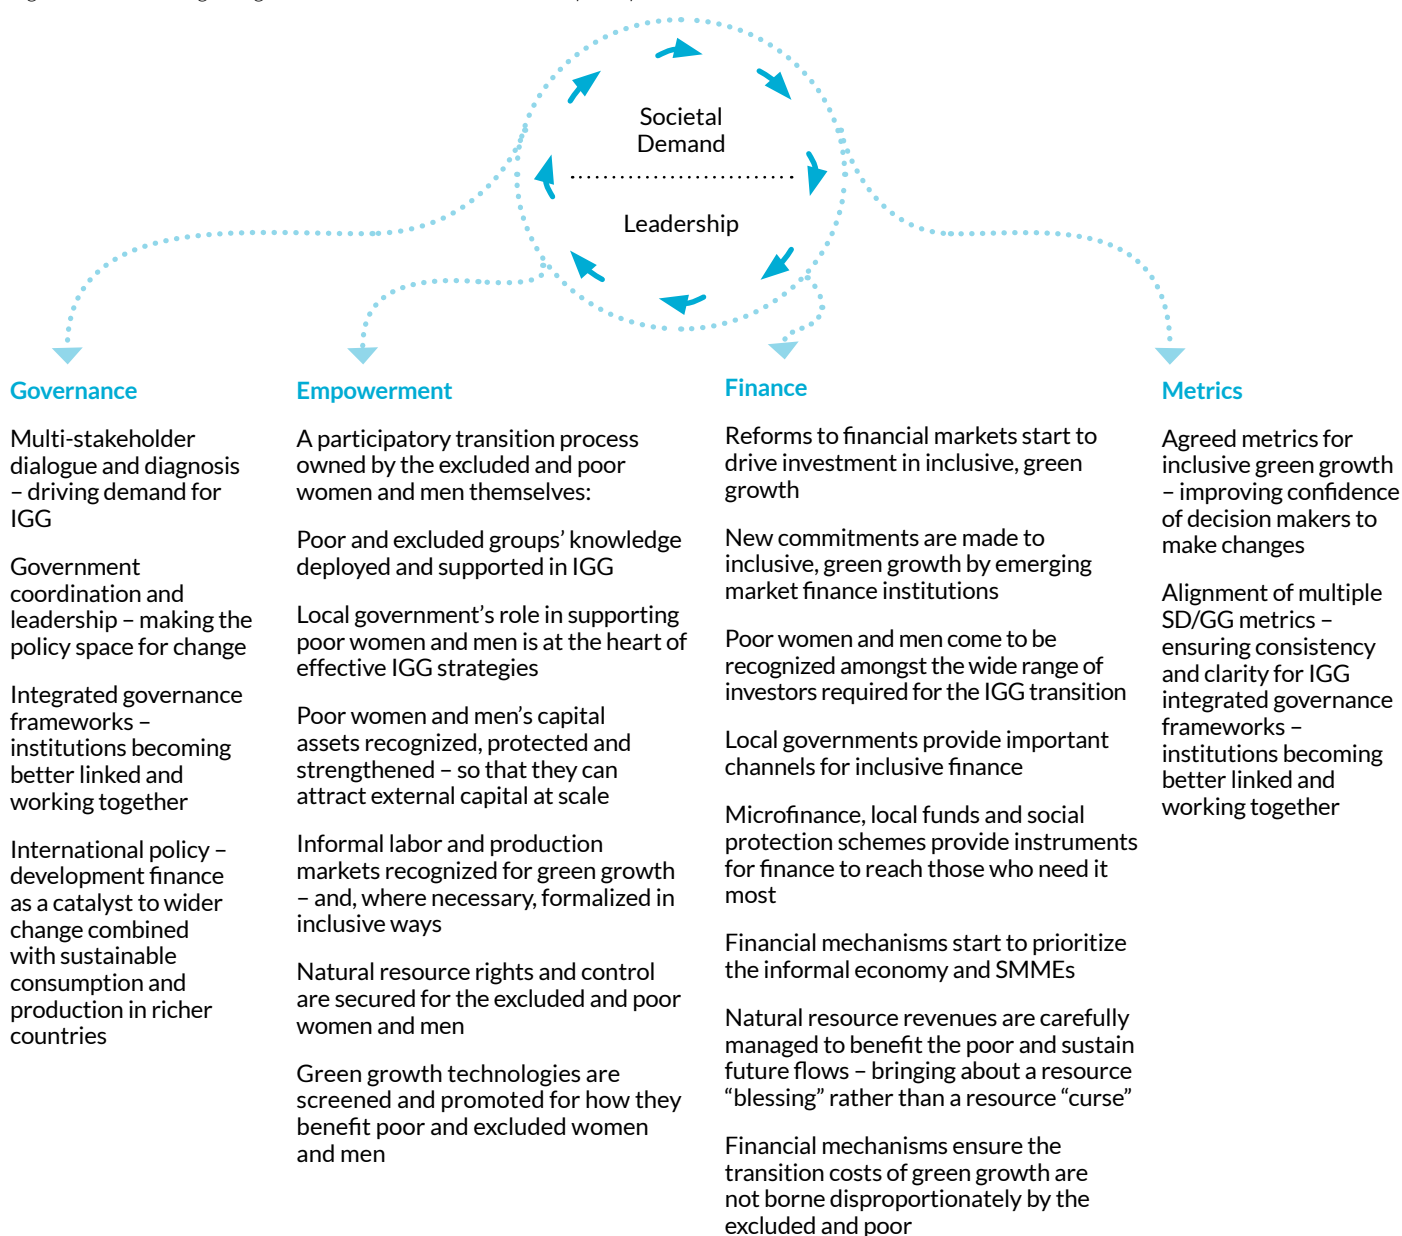 Societal
Demand
Leadership
Governance
Multi-stakeholder
dialogue and diagnosis
– driving demand for
IGG
Government
coordination and
leadership – making the
policy space for change
Integrated governance
frameworks –
institutions becoming
better linked and
working together
International policy –
development finance
as a catalyst to wider
change combined
with sustainable
consumption and
production in richer
countries
Empowerment
A participatory transition process
owned by the excluded and poor
women and men themselves:
Poor and excluded groups’ knowledge
deployed and supported in IGG
Local government’s role in supporting
poor women and men is at the heart of
effective IGG strategies
Poor women and men’s capital
assets recognized, protected and
strengthened – so that they can
attract external capital at scale
Informal labor and production
markets recognized for green growth
– and, where necessary, formalized in
inclusive ways
Natural resource rights and control
are secured for the excluded and poor
women and men
Green growth technologies are
screened and promoted for how they
benefit poor and excluded women
and men
Finance
Reforms to financial markets start to
drive investment in inclusive, green
growth
New commitments are made to
inclusive, green growth by emerging
market finance institutions
Poor women and men come to be
recognized amongst the wide range of
investors required for the IGG transition
Local governments provide important
channels for inclusive finance
Microfinance, local funds and social
protection schemes provide instruments
for finance to reach those who need it
most
Financial mechanisms start to prioritize
the informal economy and SMMEs
Natural resource revenues are carefully
managed to benefit the poor and sustain
future flows – bringing about a resource
“blessing” rather than a resource “curse”
Financial mechanisms ensure the
transition costs of green growth are
not borne disproportionately by the
excluded and poor
Metrics
Agreed metrics for
inclusive green growth
– improving confidence
of decision makers to
make changes
Alignment of multiple
SD/GG metrics –
ensuring consistency
and clarity for IGG
integrated governance
frameworks –
institutions becoming
better linked and
working together